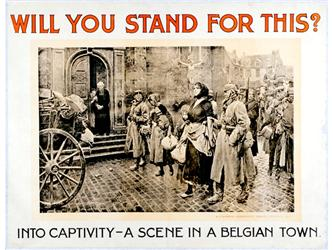 WILL YOU STAND FOR THIS?
INTO CAPTIVITY–A SCENE IN A BELGIAN TOWN.